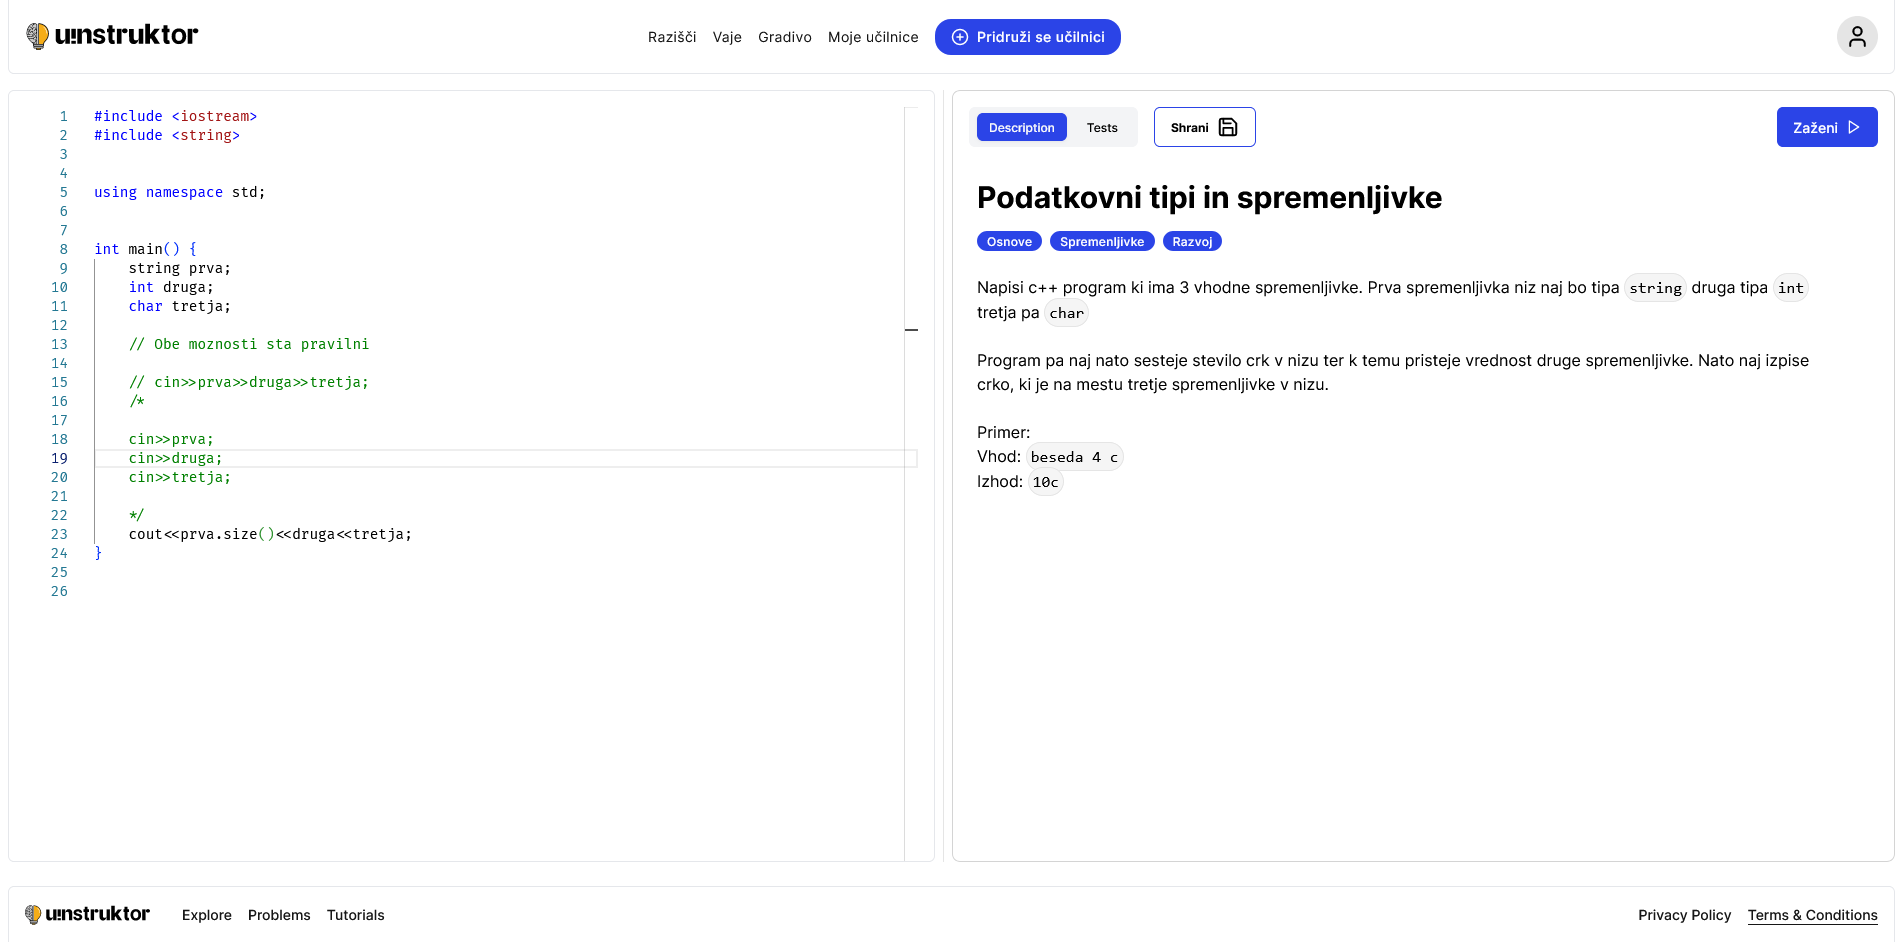 uinstruktor
Razišči Vaje Gradivo Moje učilnice Pridruži se učilnici
1 #include <iostream>
2 #include <string>
3
4
5 using namespace std;
6
7
8 int main() {
9 string prva;
10 int druga;
11 char tretja;
12
13 // Obe moznosti sta pravilni
14
15 // cin>>prva>>druga>>tretja;
16 /*
17
18 cin>>prva;
19 cin>>druga;
20 cin>>tretja;
21
22 */
23 cout<<prva.size()<<druga<<tretja;
24 }
25
26
Description Tests Shrani Zaženi
Podatkovni tipi in spremenljivke
Osnove Spremenljivke Razvoj
Napisi c++ program ki ima 3 vhodne spremenljivke. Prva spremenljivka niz naj bo tipa string druga tipa int
tretja pa char
Program pa naj nato sesteje stevilo crk v nizu ter k temu pristeje vrednost druge spremenljivke. Nato naj izpise
crko, ki je na mestu tretje spremenljivke v nizu.
Primer:
Vhod: beseda 4 c
Izhod: 10c
uinstruktor Explore Problems Tutorials Privacy Policy Terms & Conditions